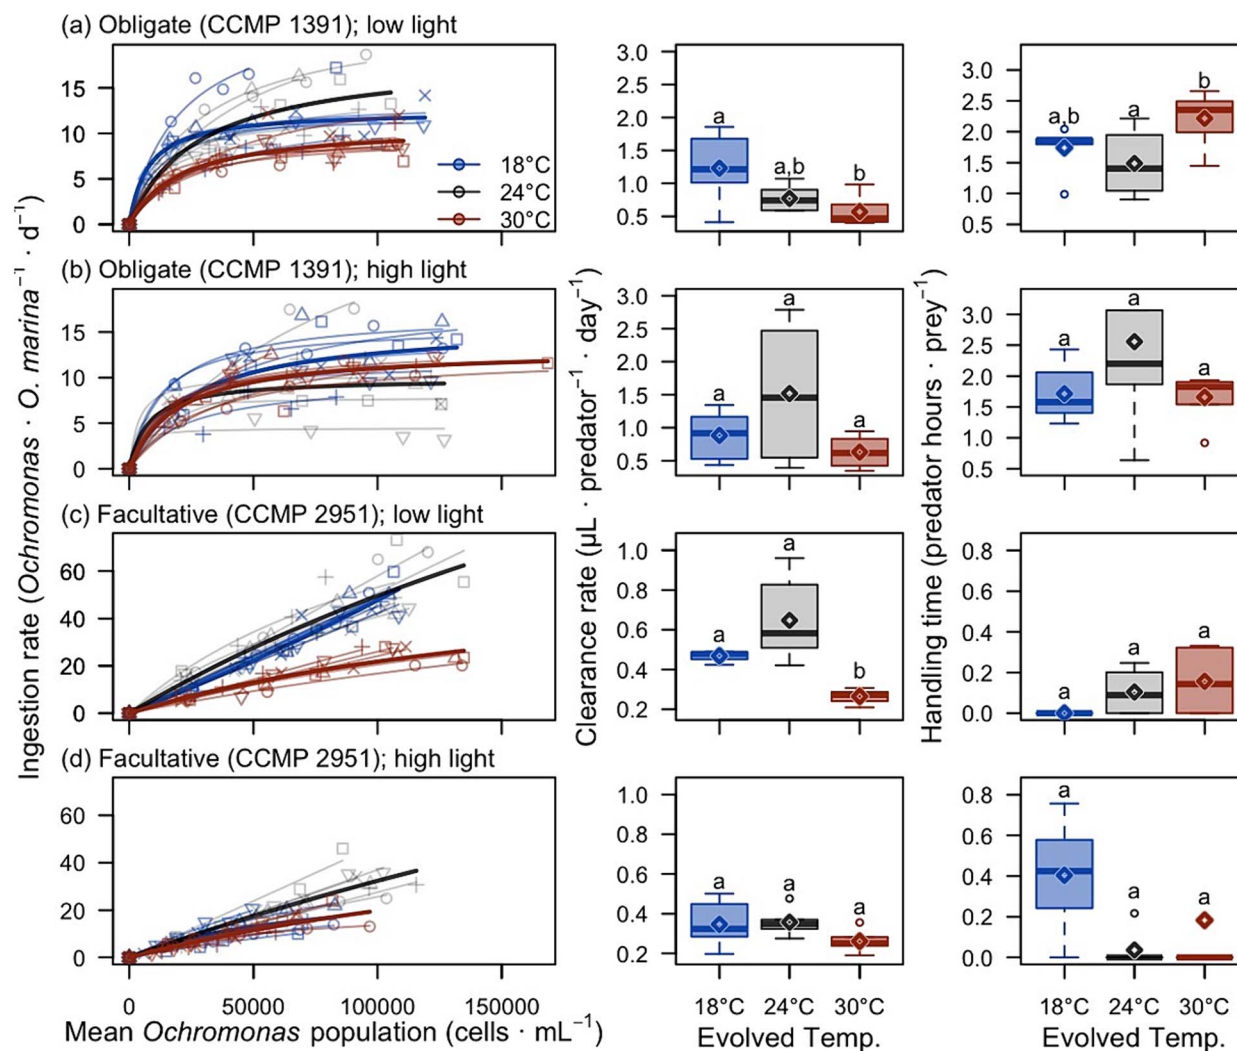 (a) Obligate (CCMP 1391); low light
15
10
5
0
18°C
24°C
30°C
3.0
2.5
2.0
1.5
1.0
0.5
a
a,b
b
3.0
2.5
2.0
1.5
1.0
0.5
a,b
a
b
(b) Obligate (CCMP 1391); high light
15
10
5
0
3.0
2.5
2.0
1.5
1.0
0.5
a
a
a
3.0
2.5
2.0
1.5
1.0
0.5
a
a
a
(c) Facultative (CCMP 2951); low light
60
40
20
0
1.0
0.8
0.6
0.4
0.2
a
a
b
0.8
0.6
0.4
0.2
0.0
a
a
a
(d) Facultative (CCMP 2951); high light
60
40
20
0
1.0
0.8
0.6
0.4
0.2
a
a
a
0.8
0.6
0.4
0.2
0.0
a
a
a
0 50000 100000 150000
18°C 24°C 30°C
18°C 24°C 30°C
Mean Ochromonas population (cells · mL⁻¹)
Evolved Temp.
Evolved Temp.
Ingestion rate (Ochromonas · O. marina⁻¹ · d⁻¹)
Clearance rate (µL · predator⁻¹ · day⁻¹)
Handling time (predator hours · prey⁻¹)